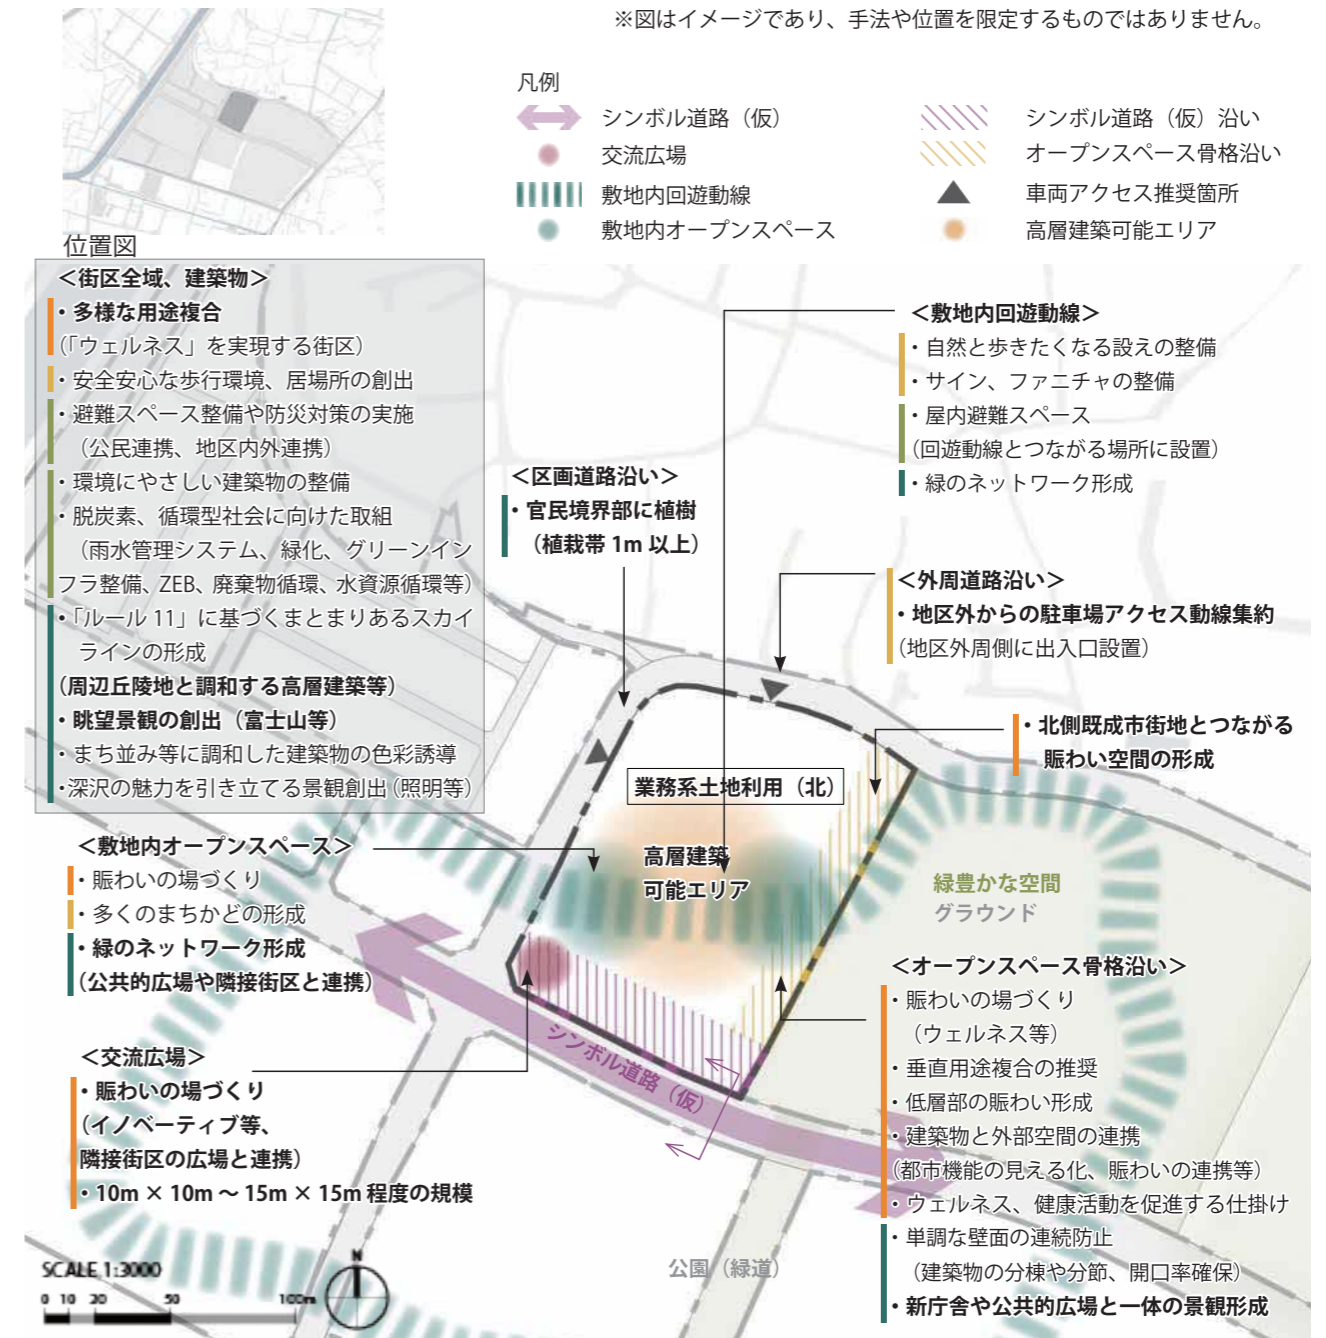 ※図はイメージであり、手法や位置を限定するものではありません。
凡例
シンボル道路（仮）
交流広場
敷地内回遊動線
敷地内オープンスペース
シンボル道路（仮）沿い
オープンスペース骨格沿い
車両アクセス推奨箇所
高層建築可能エリア
位置図
＜街区全域、建築物＞
・多様な用途複合
（「ウェルネス」を実現する街区）
・安全安心な歩行環境、居場所の創出
・避難スペース整備や防災対策の実施
（公民連携、地区内外連携）
・環境にやさしい建築物の整備
・脱炭素、循環型社会に向けた取組
（雨水管理システム、緑化、グリーンイン
フラ整備、ZEB、廃棄物循環、水資源循環等）
・「ルール 11」に基づくまとまりあるスカイ
ラインの形成
（周辺丘陵地と調和する高層建築等）
・眺望景観の創出（富士山等）
・まち並み等に調和した建築物の色彩誘導
・深沢の魅力を引き立てる景観創出（照明等）
＜敷地内回遊動線＞
・自然と歩きたくなる設えの整備
・サイン、ファニチャの整備
・屋内避難スペース
（回遊動線とつながる場所に設置）
・緑のネットワーク形成
＜区画道路沿い＞
・官民境界部に植樹
（植栽帯 1m 以上）
＜外周道路沿い＞
・地区外からの駐車場アクセス動線集約
（地区外周側に出入口設置）
・北側既成市街地とつながる
賑わい空間の形成
業務系土地利用（北）
高層建築
可能エリア
緑豊かな空間
グラウンド
＜敷地内オープンスペース＞
・賑わいの場づくり
・多くのまちかどの形成
・緑のネットワーク形成
（公共的広場や隣接街区と連携）
＜オープンスペース骨格沿い＞
・賑わいの場づくり
（ウェルネス等）
・垂直用途複合の推奨
・低層部の賑わい形成
・建築物と外部空間の連携
（都市機能の見える化、賑わいの連携等）
・ウェルネス、健康活動を促進する仕掛け
・単調な壁面の連続防止
（建築物の分棟や分節、開口率確保）
・新庁舎や公共的広場と一体の景観形成
シンボル道路（仮）
＜交流広場＞
・賑わいの場づくり
（イノベーティブ等、
隣接街区の広場と連携）
・10m × 10m ～ 15m × 15m 程度の規模
公園（緑道）
SCALE 1:3000
0 10 20 50 100m
N